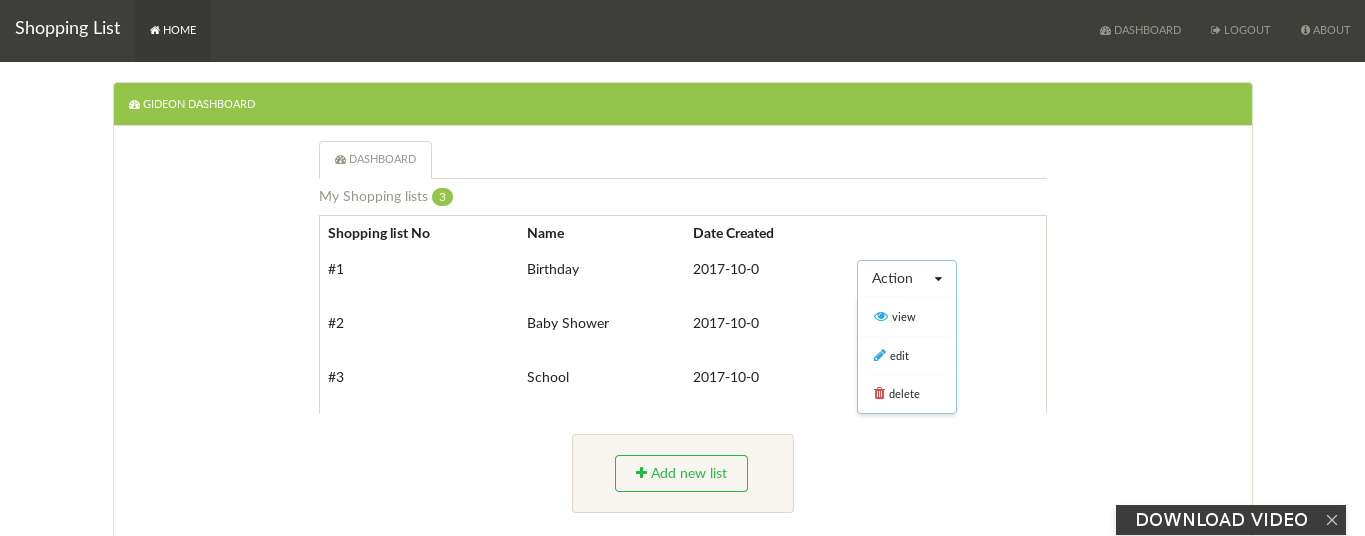 Shopping List HOME DASHBOARD LOGOUT ABOUT
GIDEON DASHBOARD
DASHBOARD
My Shopping lists 3
Shopping list No Name Date Created
#1 Birthday 2017-10-0 Action
view
#2 Baby Shower 2017-10-0
edit
#3 School 2017-10-0
delete
Add new list
DOWNLOAD VIDEO